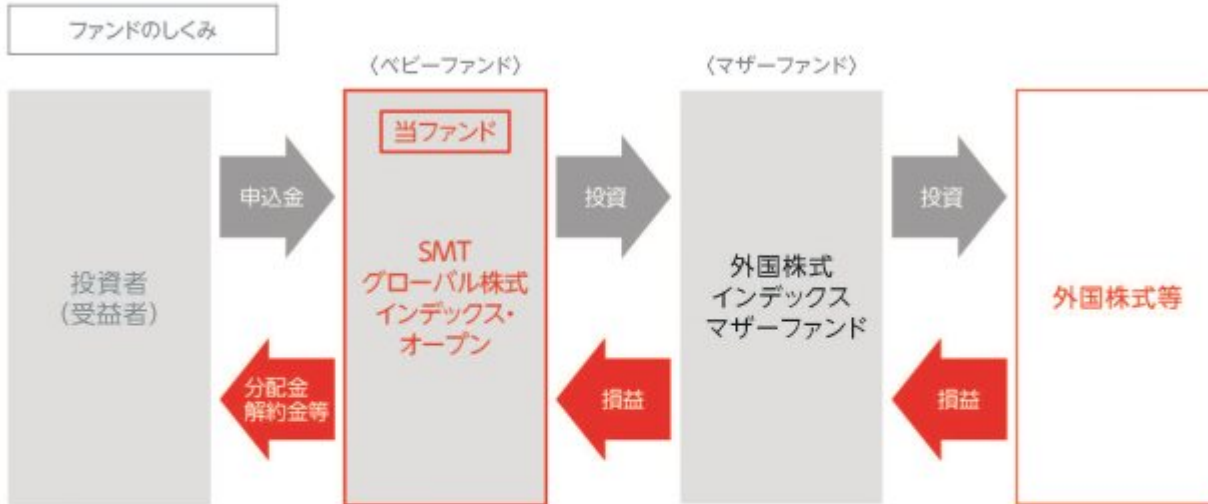 ファンドのしくみ
〈ベビーファンド〉
〈マザーファンド〉
当ファンド
申込金
投資
投資
投資者
(受益者)
SMT
グローバル株式
インデックス・
オープン
外国株式
インデックス
マザーファンド
外国株式等
分配金
解約金等
損益
損益